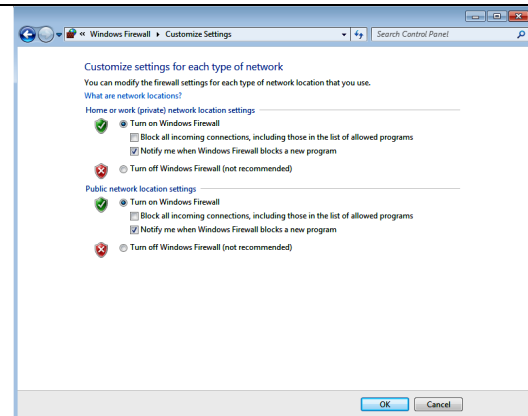 « Windows Firewall ▸ Customize Settings
Search Control Panel
Customize settings for each type of network
You can modify the firewall settings for each type of network location that you use.
What are network locations?
Home or work (private) network location settings
Turn on Windows Firewall
Block all incoming connections, including those in the list of allowed programs
Notify me when Windows Firewall blocks a new program
Turn off Windows Firewall (not recommended)
Public network location settings
Turn on Windows Firewall
Block all incoming connections, including those in the list of allowed programs
Notify me when Windows Firewall blocks a new program
Turn off Windows Firewall (not recommended)
OK
Cancel